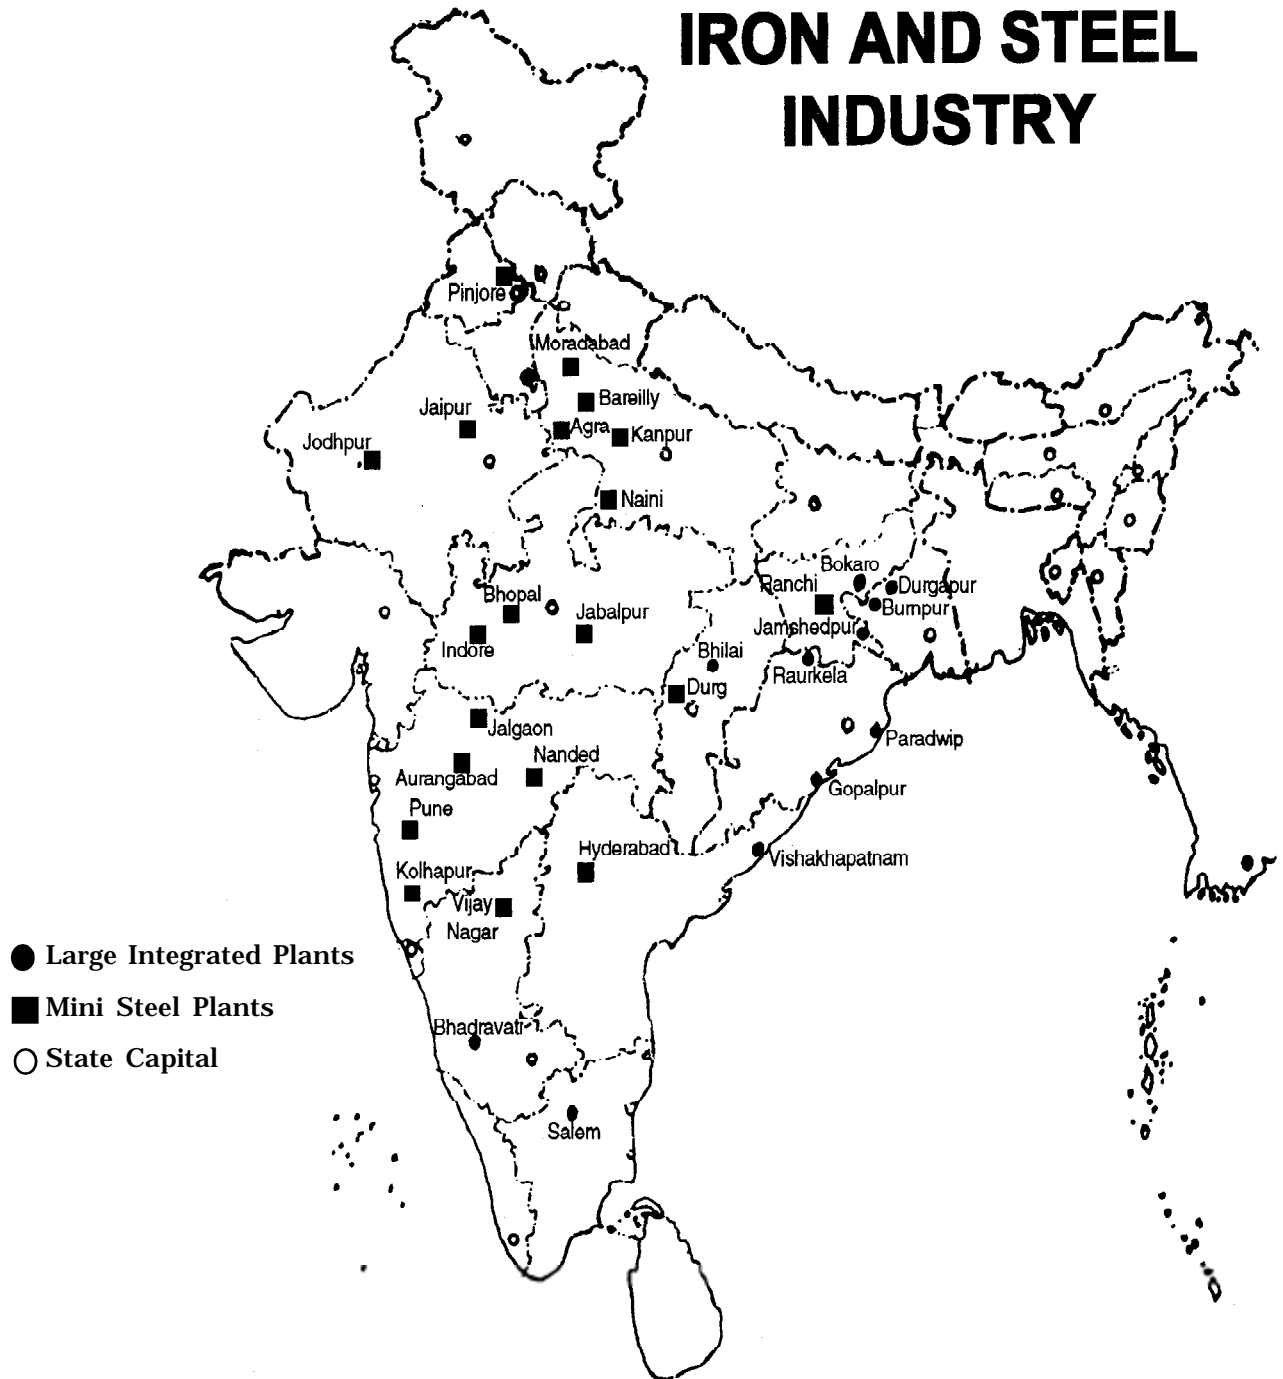 IRON AND STEEL
INDUSTRY
Pinjore
Moradabad
Bareilly
Jaipur
Agra
Kanpur
Jodhpur
Naini
Bokaro
Ranchi
Durgapur
Burnpur
Bhopal
Jabalpur
Jamshedpur
Indore
Bhilai
Raurkela
Durg
Jalgaon
Paradwip
Nanded
Aurangabad
Gopalpur
Pune
Hyderabad
Vishakhapatnam
Kolhapur
Vijay
Nagar
Large Integrated Plants
Mini Steel Plants
Bhadravati
State Capital
Salem